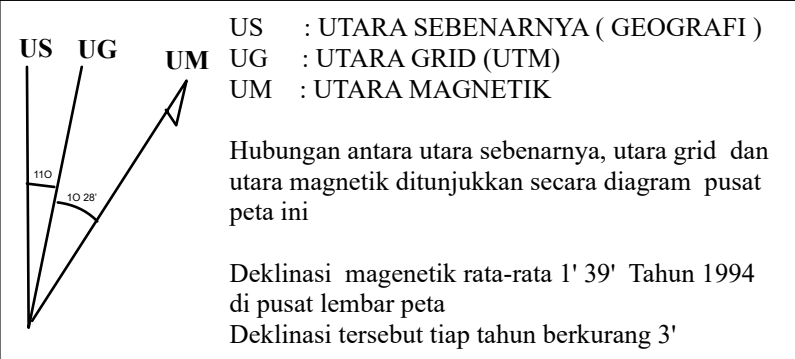 US UG UM
110
10 28'
US : UTARA SEBENARNYA ( GEOGRAFI )
UG : UTARA GRID (UTM)
UM : UTARA MAGNETIK
Hubungan antara utara sebenarnya, utara grid dan
utara magnetik ditunjukkan secara diagram pusat
peta ini
Deklinasi magenetik rata-rata 1' 39' Tahun 1994
di pusat lembar peta
Deklinasi tersebut tiap tahun berkurang 3'